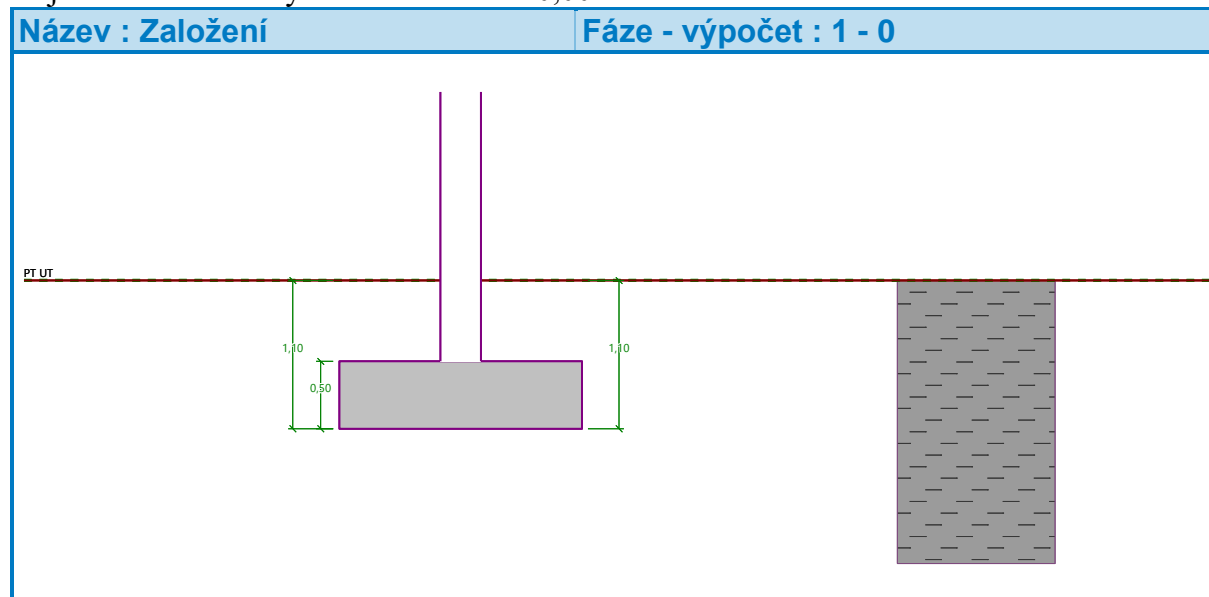 Název : Založení
Fáze - výpočet : 1 - 0
PT UT
1,10
1,10
0,50